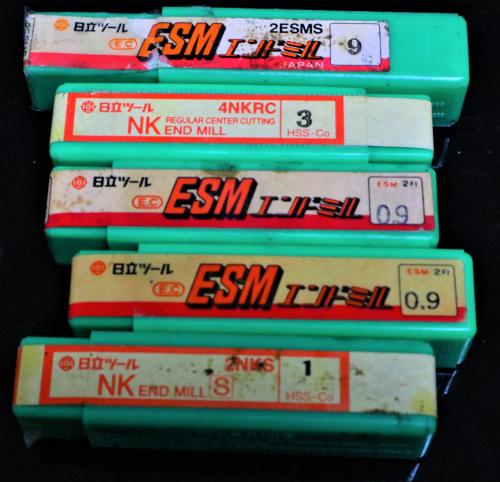 日立ツール 2ESMS
E.C ESM エンドミル 9
JAPAN
日立ツール 4NKRC
NK REGULAR CENTER CUTTING 3
END MILL HSS-Co
日立ツール ESM 2Fl
E.C ESM エンドミル 0.9
日立ツール ESM 2Fl
E.C ESM エンドミル 0.9
日立ツール 2NKS 1
NK END MILL S HSS-Co